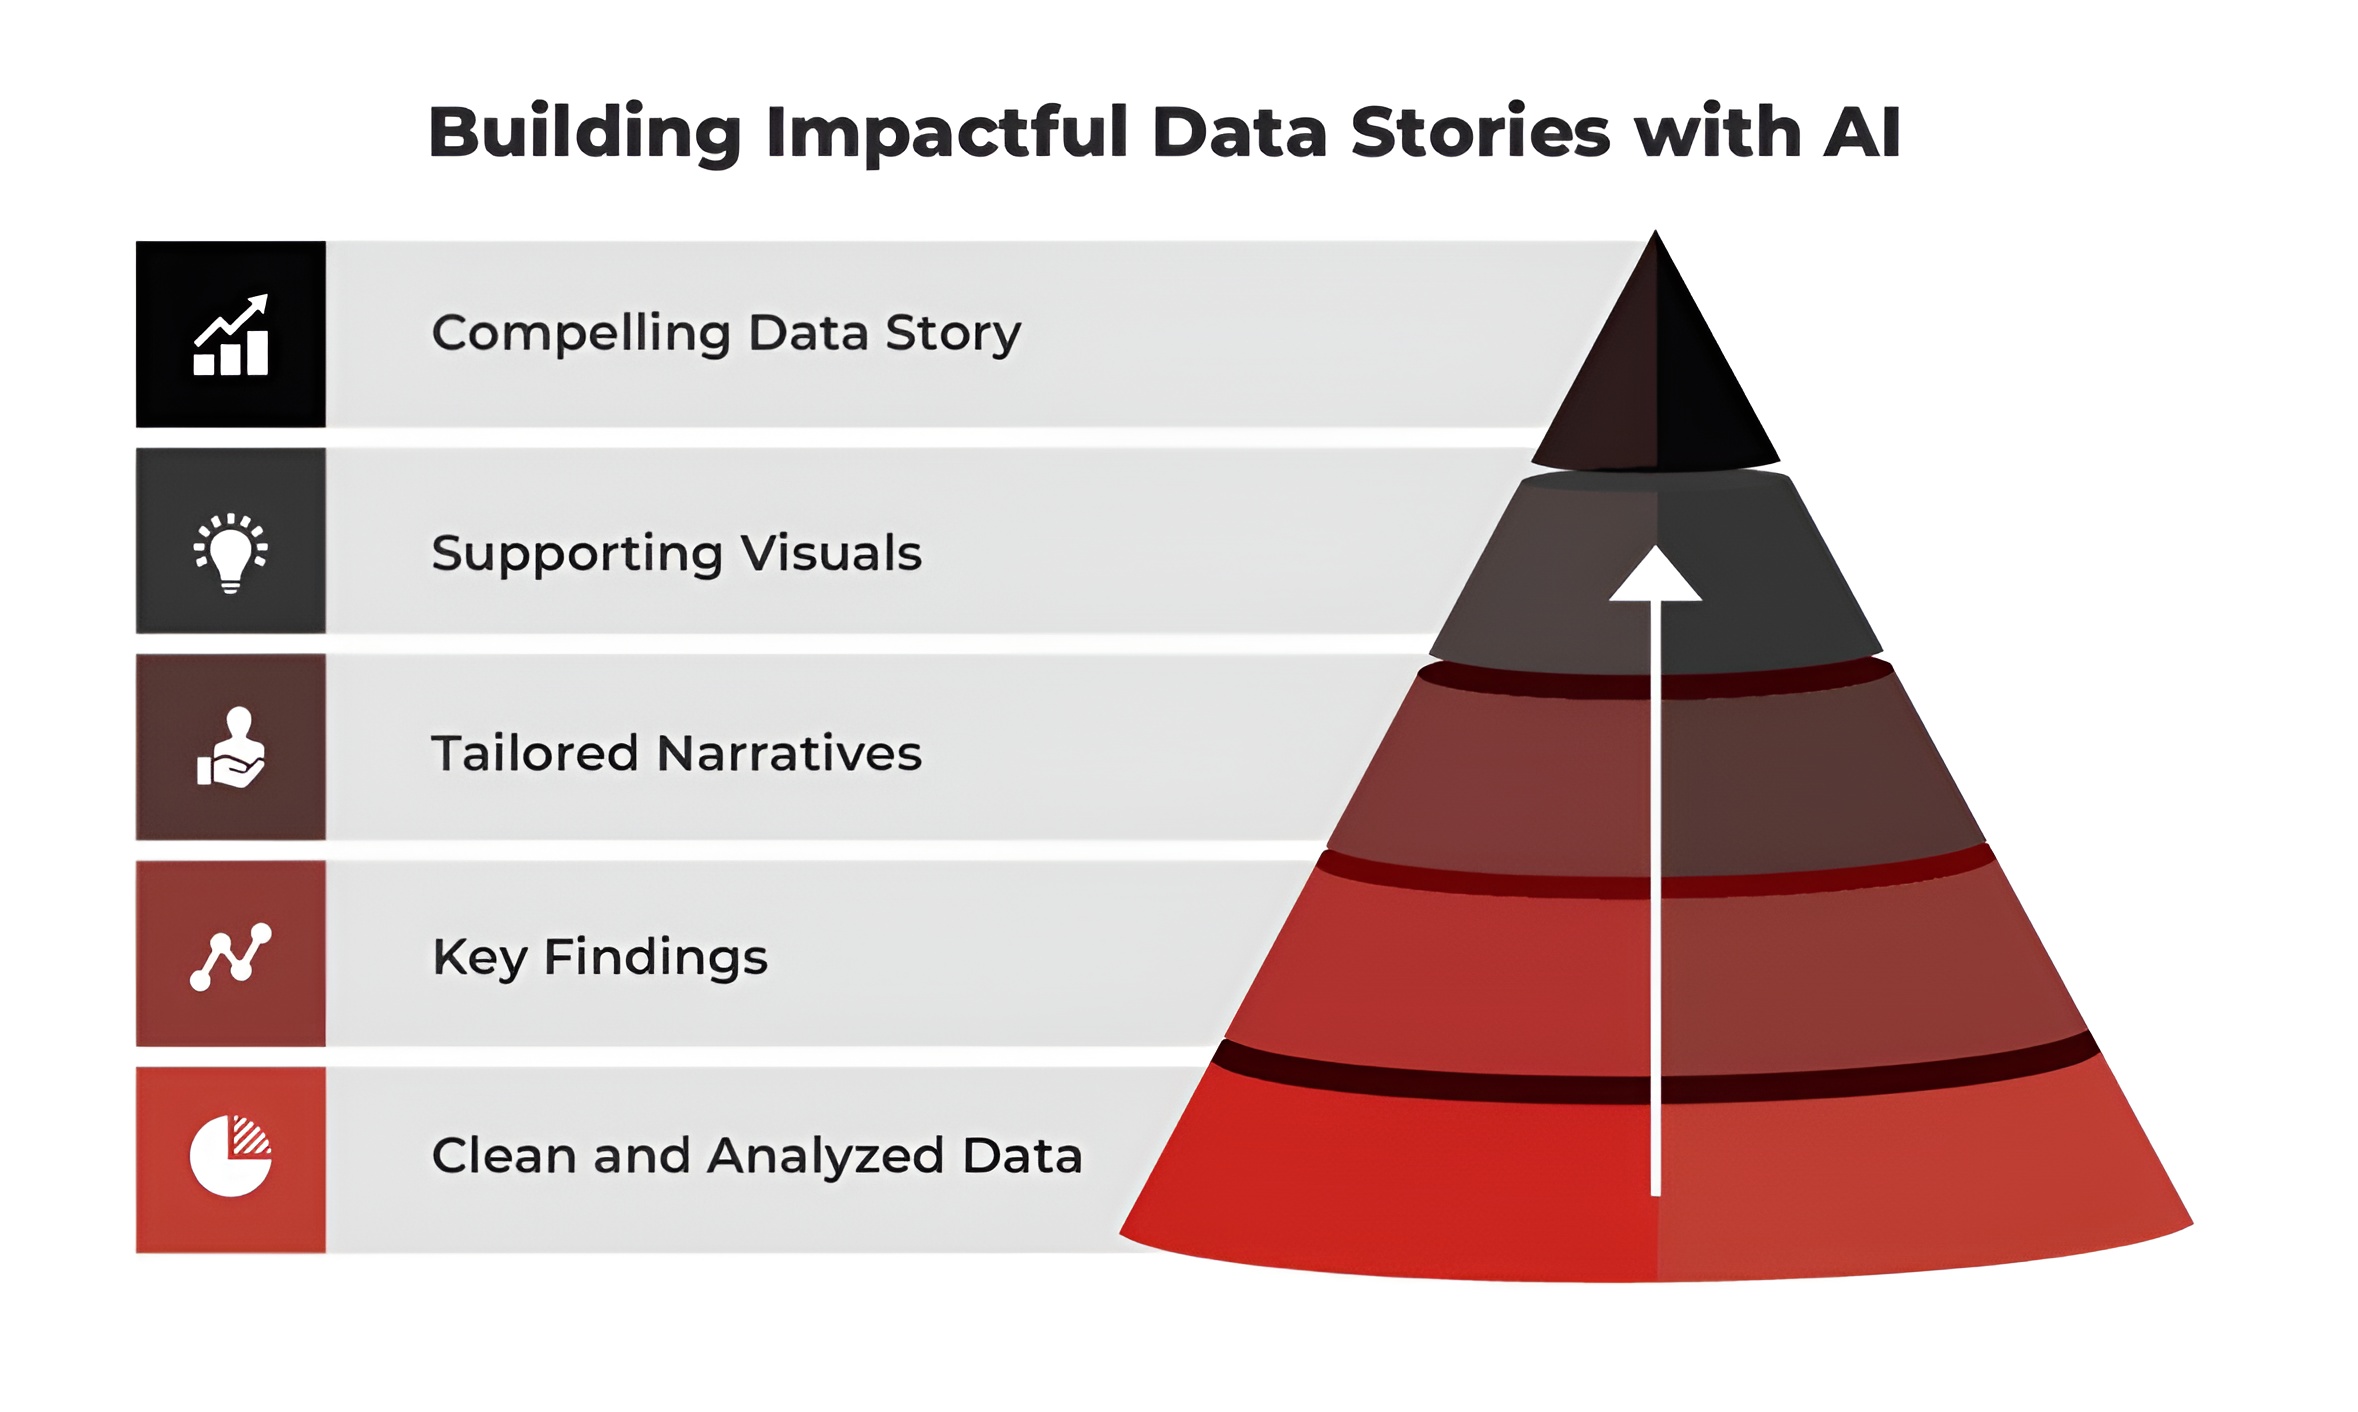 Building Impactful Data Stories with AI
Compelling Data Story
Supporting Visuals
Tailored Narratives
Key Findings
Clean and Analyzed Data